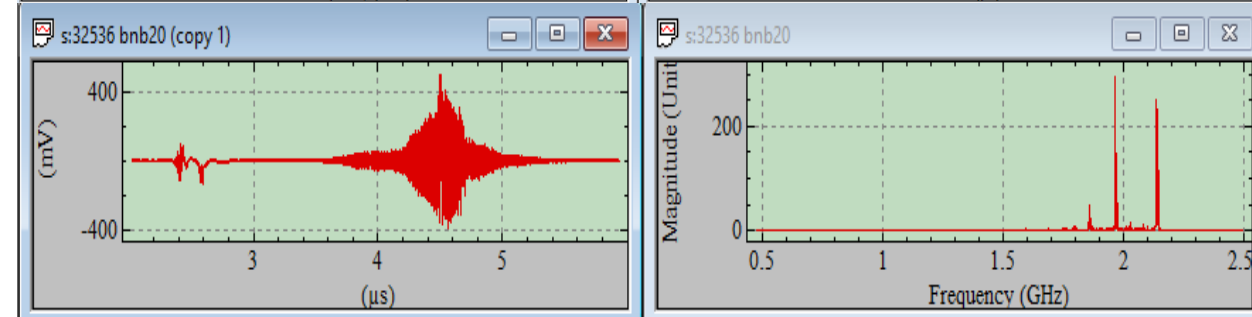 s:32536 bnb20 (copy 1)
400
-400
(mV)
3 4 5
(µs)
s:32536 bnb20
Magnitude (Unit
200
0
0.5 1 1.5 2 2.5
Frequency (GHz)